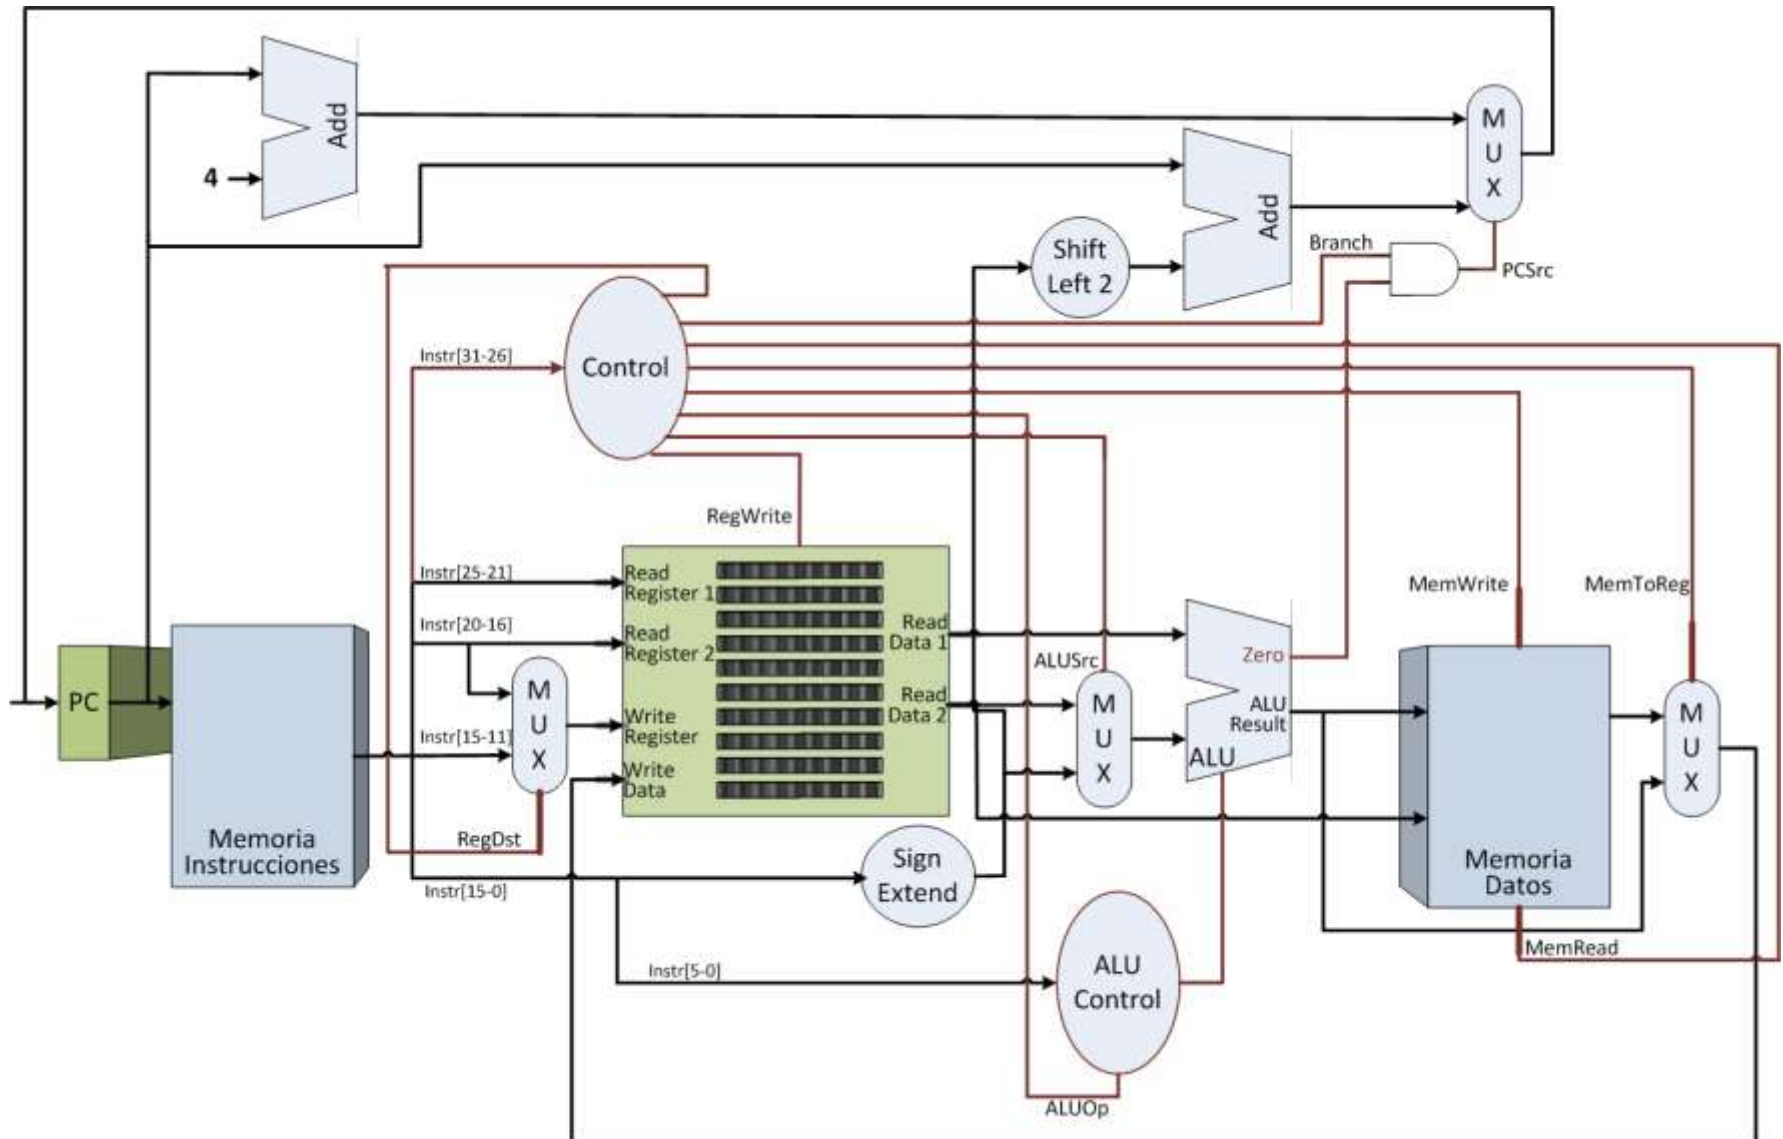 Add
4
M
U
X
Add
Shift
Left 2
Branch
PCSrc
Control
Instr[31-26]
RegWrite
Instr[25-21]
Read
Register 1
Instr[20-16]
Read
Register 2
Read
Data 1
Read
Data 2
MemWrite
MemToReg
ALUSrc
Zero
ALU
Result
ALU
PC
M
U
X
Write
Register
Instr[15-11]
Write
Data
M
U
X
M
U
X
Memoria
Instrucciones
RegDst
Instr[15-0]
Sign
Extend
Memoria
Datos
MemRead
Instr[5-0]
ALU
Control
ALUOp